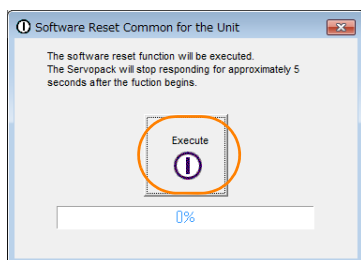 Software Reset Common for the Unit
The software reset function will be executed.
The Servopack will stop responding for approximately 5
seconds after the fuction begins.
Execute
0%